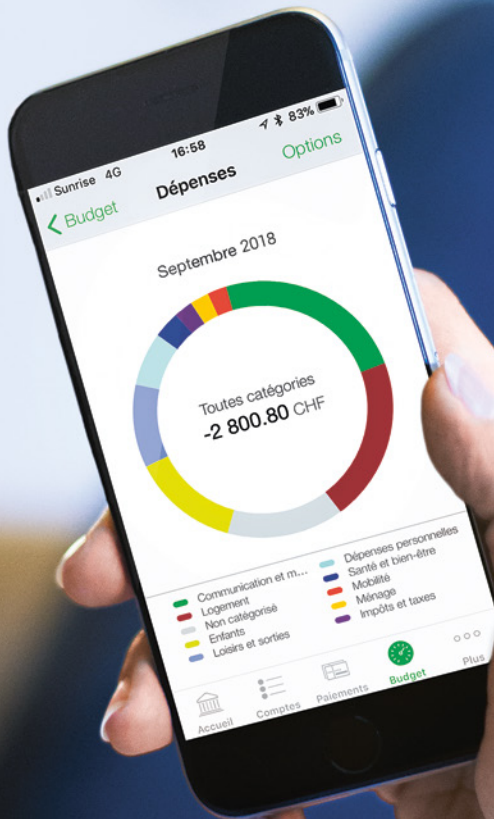 Sunrise 4G 16:58 83%
Budget Dépenses Options
Septembre 2018
Toutes catégories
-2 800.80 CHF
Communication et m...
Logement
Non catégorisé
Enfants
Loisirs et sorties
Dépenses personnelles
Santé et bien-être
Mobilité
Ménage
Impôts et taxes
Accueil Comptes Paiements Budget Plus